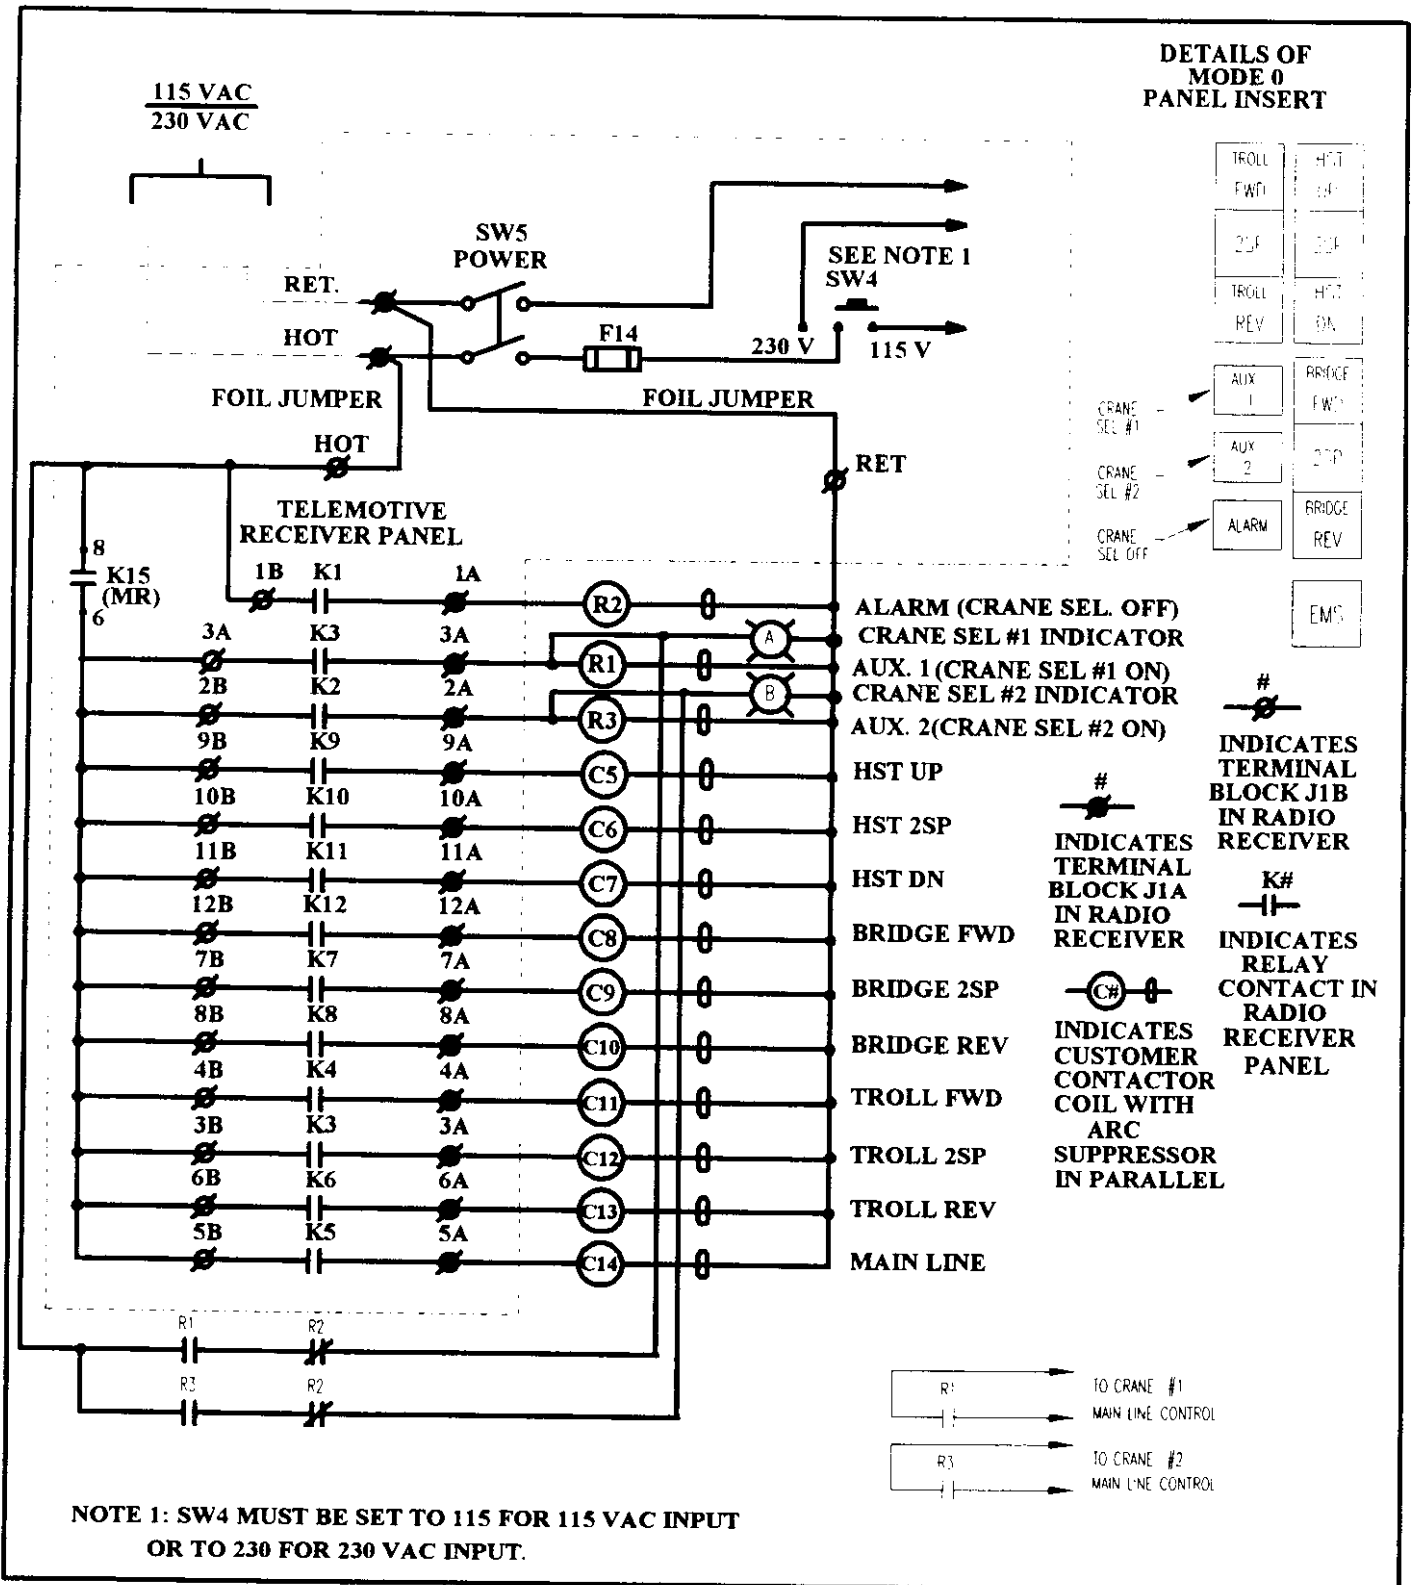 DETAILS OF
MODE 0
PANEL INSERT
115 VAC
230 VAC
TROLL
FWD
HST
2SP
TROLL
REV
HST
DN
SW5
POWER
SEE NOTE 1
SW4
RET.
HOT
F14
230 V
115 V
FOIL JUMPER
FOIL JUMPER
AUX
1
BRIDGE
FWD
CRANE
SEL #1
HOT
RET
AUX
2
CRANE
SEL #2
TELEMOTIVE
RECEIVER PANEL
ALARM
BRIDGE
REV
CRANE
SEL OFF
8
K15
(MR)
6
1B K1 1A
R2
ALARM (CRANE SEL. OFF)
EMS
3A K3 3A
A
CRANE SEL #1 INDICATOR
R1
AUX. 1 (CRANE SEL #1 ON)
2B K2 2A
B
CRANE SEL #2 INDICATOR
R3
AUX. 2(CRANE SEL #2 ON)
9B K9 9A
C5
HST UP
10B K10 10A
C6
HST 2SP
11B K11 11A
C7
HST DN
12B K12 12A
C8
BRIDGE FWD
7B K7 7A
C9
BRIDGE 2SP
8B K8 8A
C10
BRIDGE REV
4B K4 4A
C11
TROLL FWD
3B K3 3A
C12
TROLL 2SP
6B K6 6A
C13
TROLL REV
5B K5 5A
C14
MAIN LINE
#
INDICATES
TERMINAL
BLOCK J1B
IN RADIO
RECEIVER
#
INDICATES
TERMINAL
BLOCK J1A
IN RADIO
RECEIVER
K#
INDICATES
RELAY
CONTACT IN
RADIO
RECEIVER
PANEL
C#
INDICATES
CUSTOMER
CONTACTOR
COIL WITH
ARC
SUPPRESSOR
IN PARALLEL
R1 R2
R3 R2
R1
TO CRANE #1
MAIN LINE CONTROL
R3
TO CRANE #2
MAIN LINE CONTROL
NOTE 1: SW4 MUST BE SET TO 115 FOR 115 VAC INPUT
OR TO 230 FOR 230 VAC INPUT.